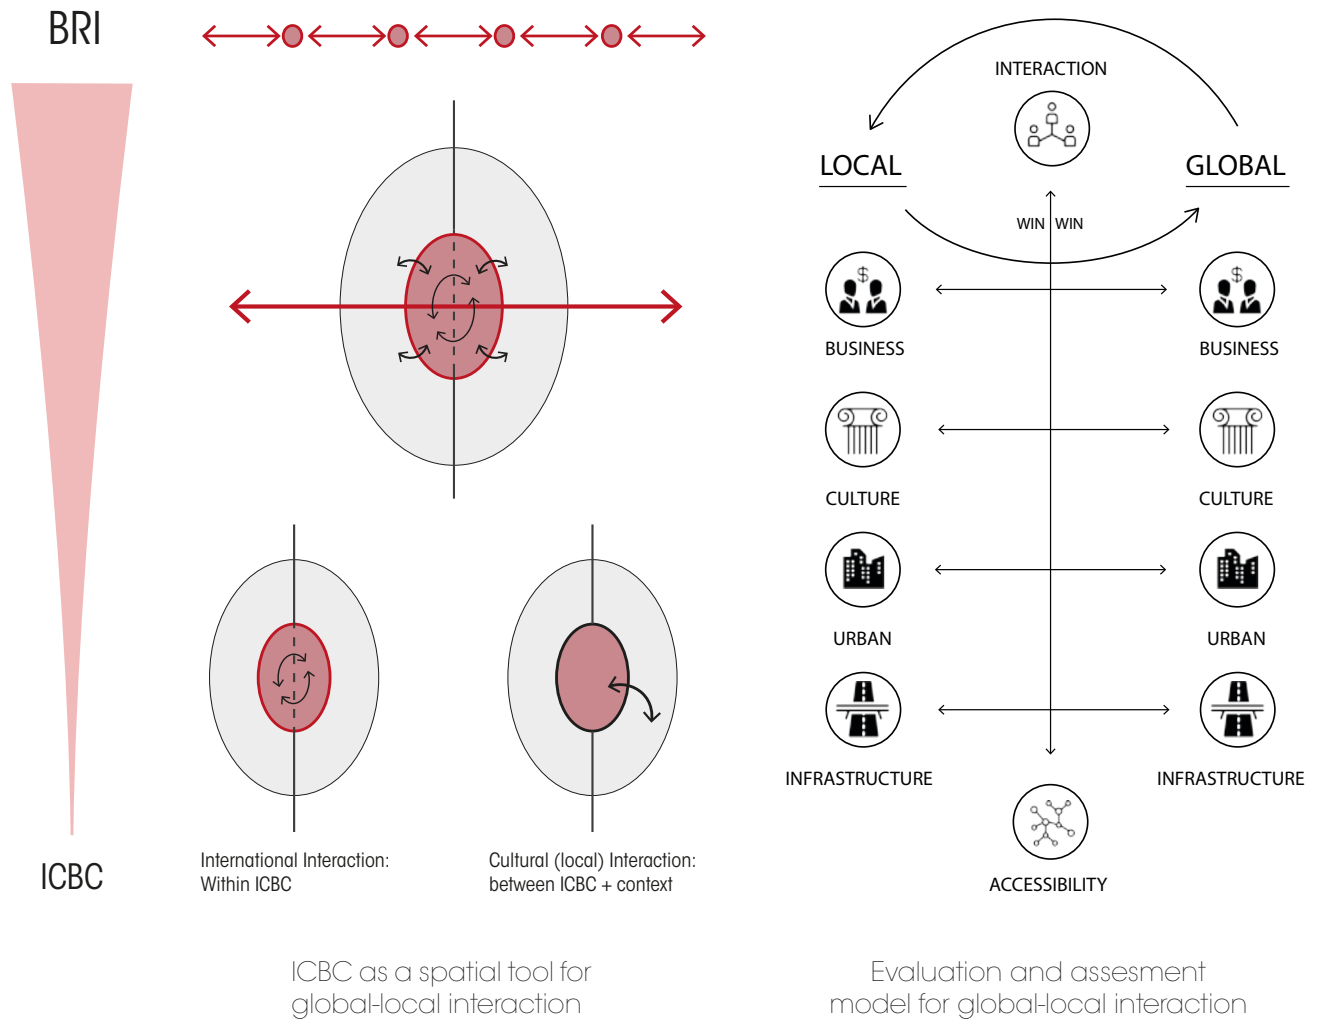 BRI
ICBC
International Interaction:
Within ICBC
Cultural (local) Interaction:
between ICBC + context
ICBC as a spatial tool for
global-local interaction
INTERACTION
LOCAL
GLOBAL
WIN WIN
$
$
BUSINESS
BUSINESS
CULTURE
CULTURE
URBAN
URBAN
INFRASTRUCTURE
INFRASTRUCTURE
ACCESSIBILITY
Evaluation and assesment
model for global-local interaction